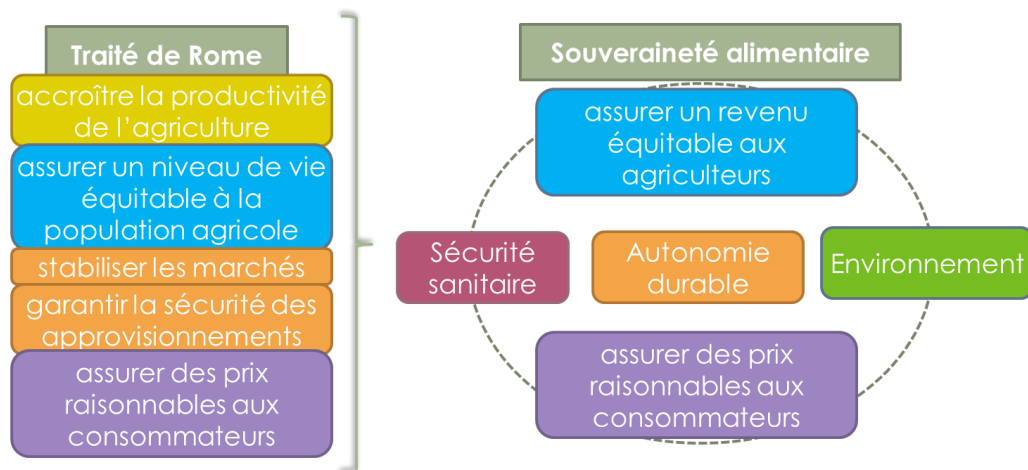 Traité de Rome
accroître la productivité
de l’agriculture
assurer un niveau de vie
équitable à la
population agricole
stabiliser les marchés
garantir la sécurité des
approvisionnements
assurer des prix
raisonnables aux
consommateurs
Souveraineté alimentaire
assurer un revenu
équitable aux
agriculteurs
Sécurité
sanitaire
Autonomie
durable
Environnement
assurer des prix
raisonnables aux
consommateurs